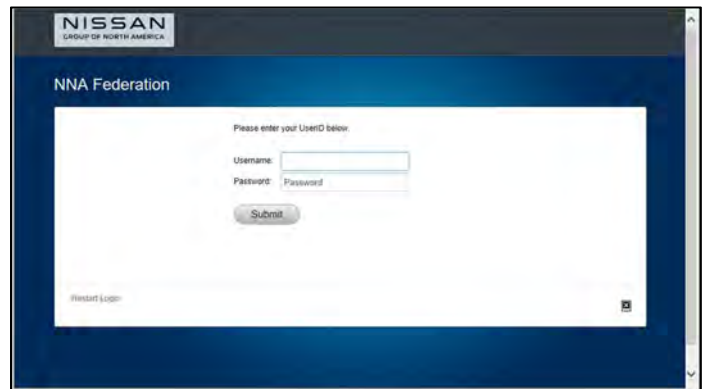 NISSAN
GROUP OF NORTH AMERICA
NNA Federation
Please enter your UserID below.
Username:
Password: Password
Submit
Restart Login